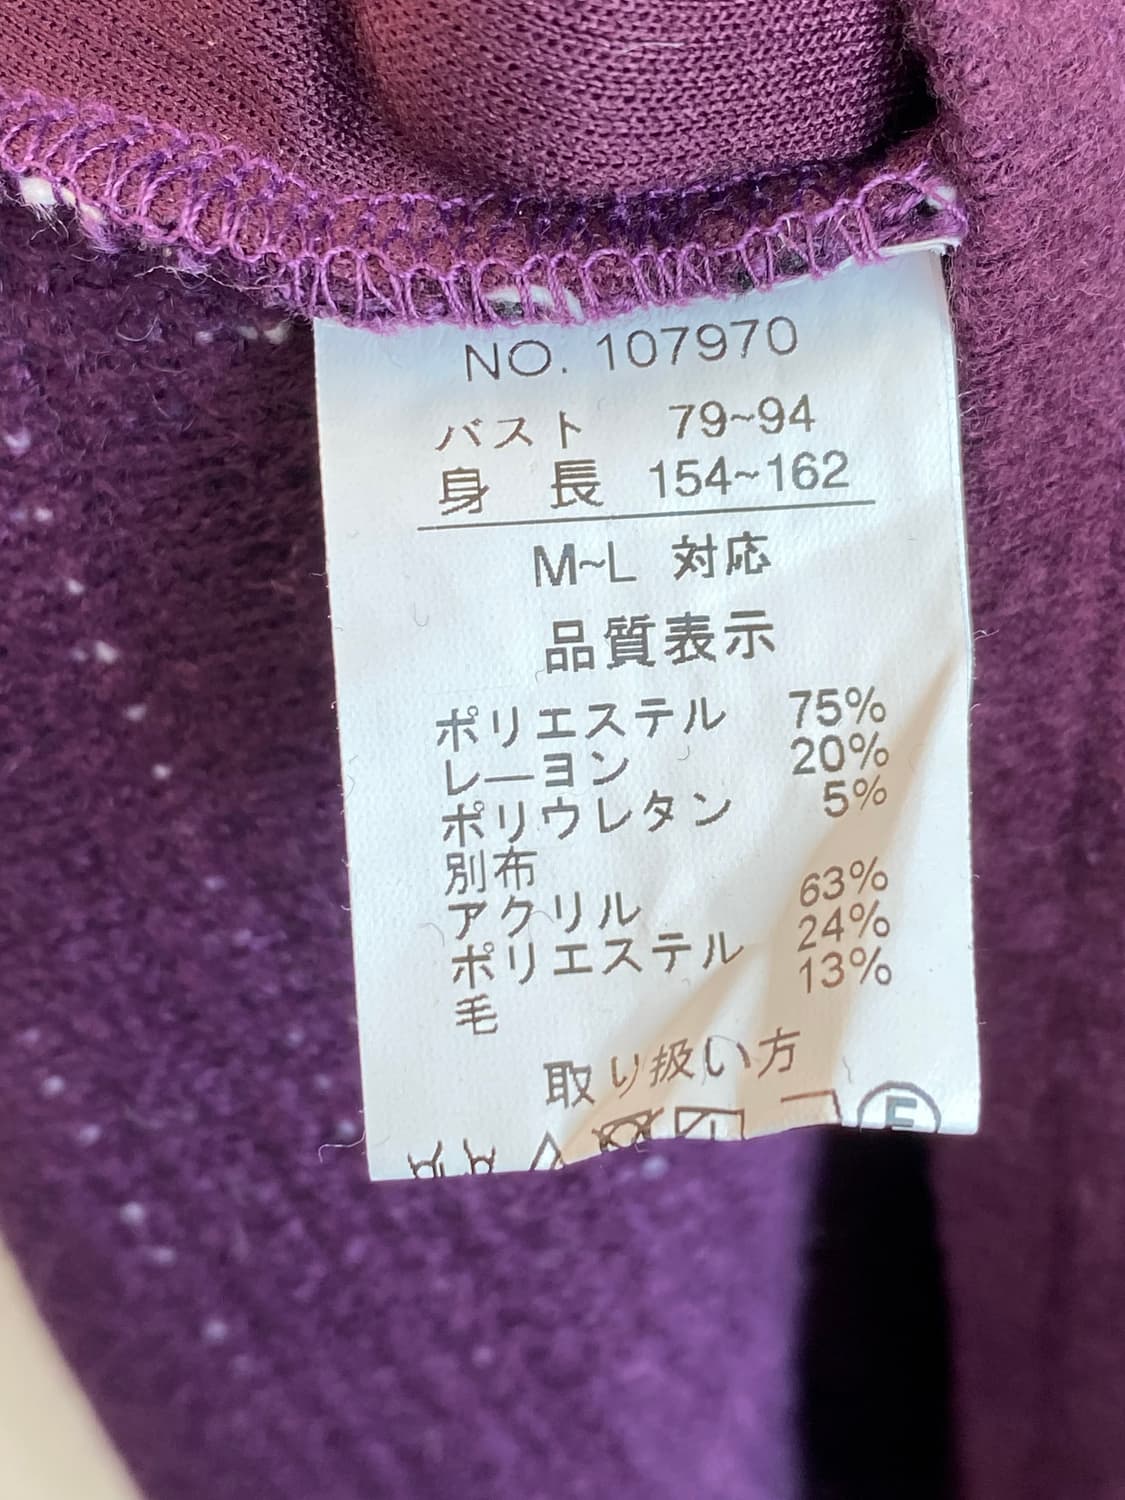 NO. 107970
バスト 79~94
身長 154~162
M~L 対応
品質表示
ポリエステル 75%
レーヨン 20%
ポリウレタン 5%
別布
アクリル 63%
ポリエステル 24%
毛 13%
取り扱い方